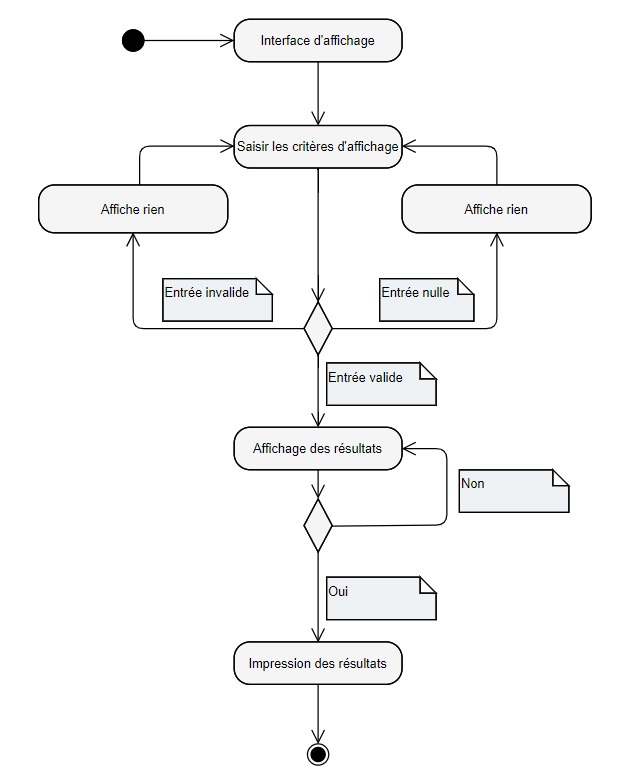 Interface d'affichage
Saisir les critères d'affichage
Affiche rien
Affiche rien
Entrée invalide
Entrée nulle
Entrée valide
Affichage des résultats
Non
Oui
Impression des résultats